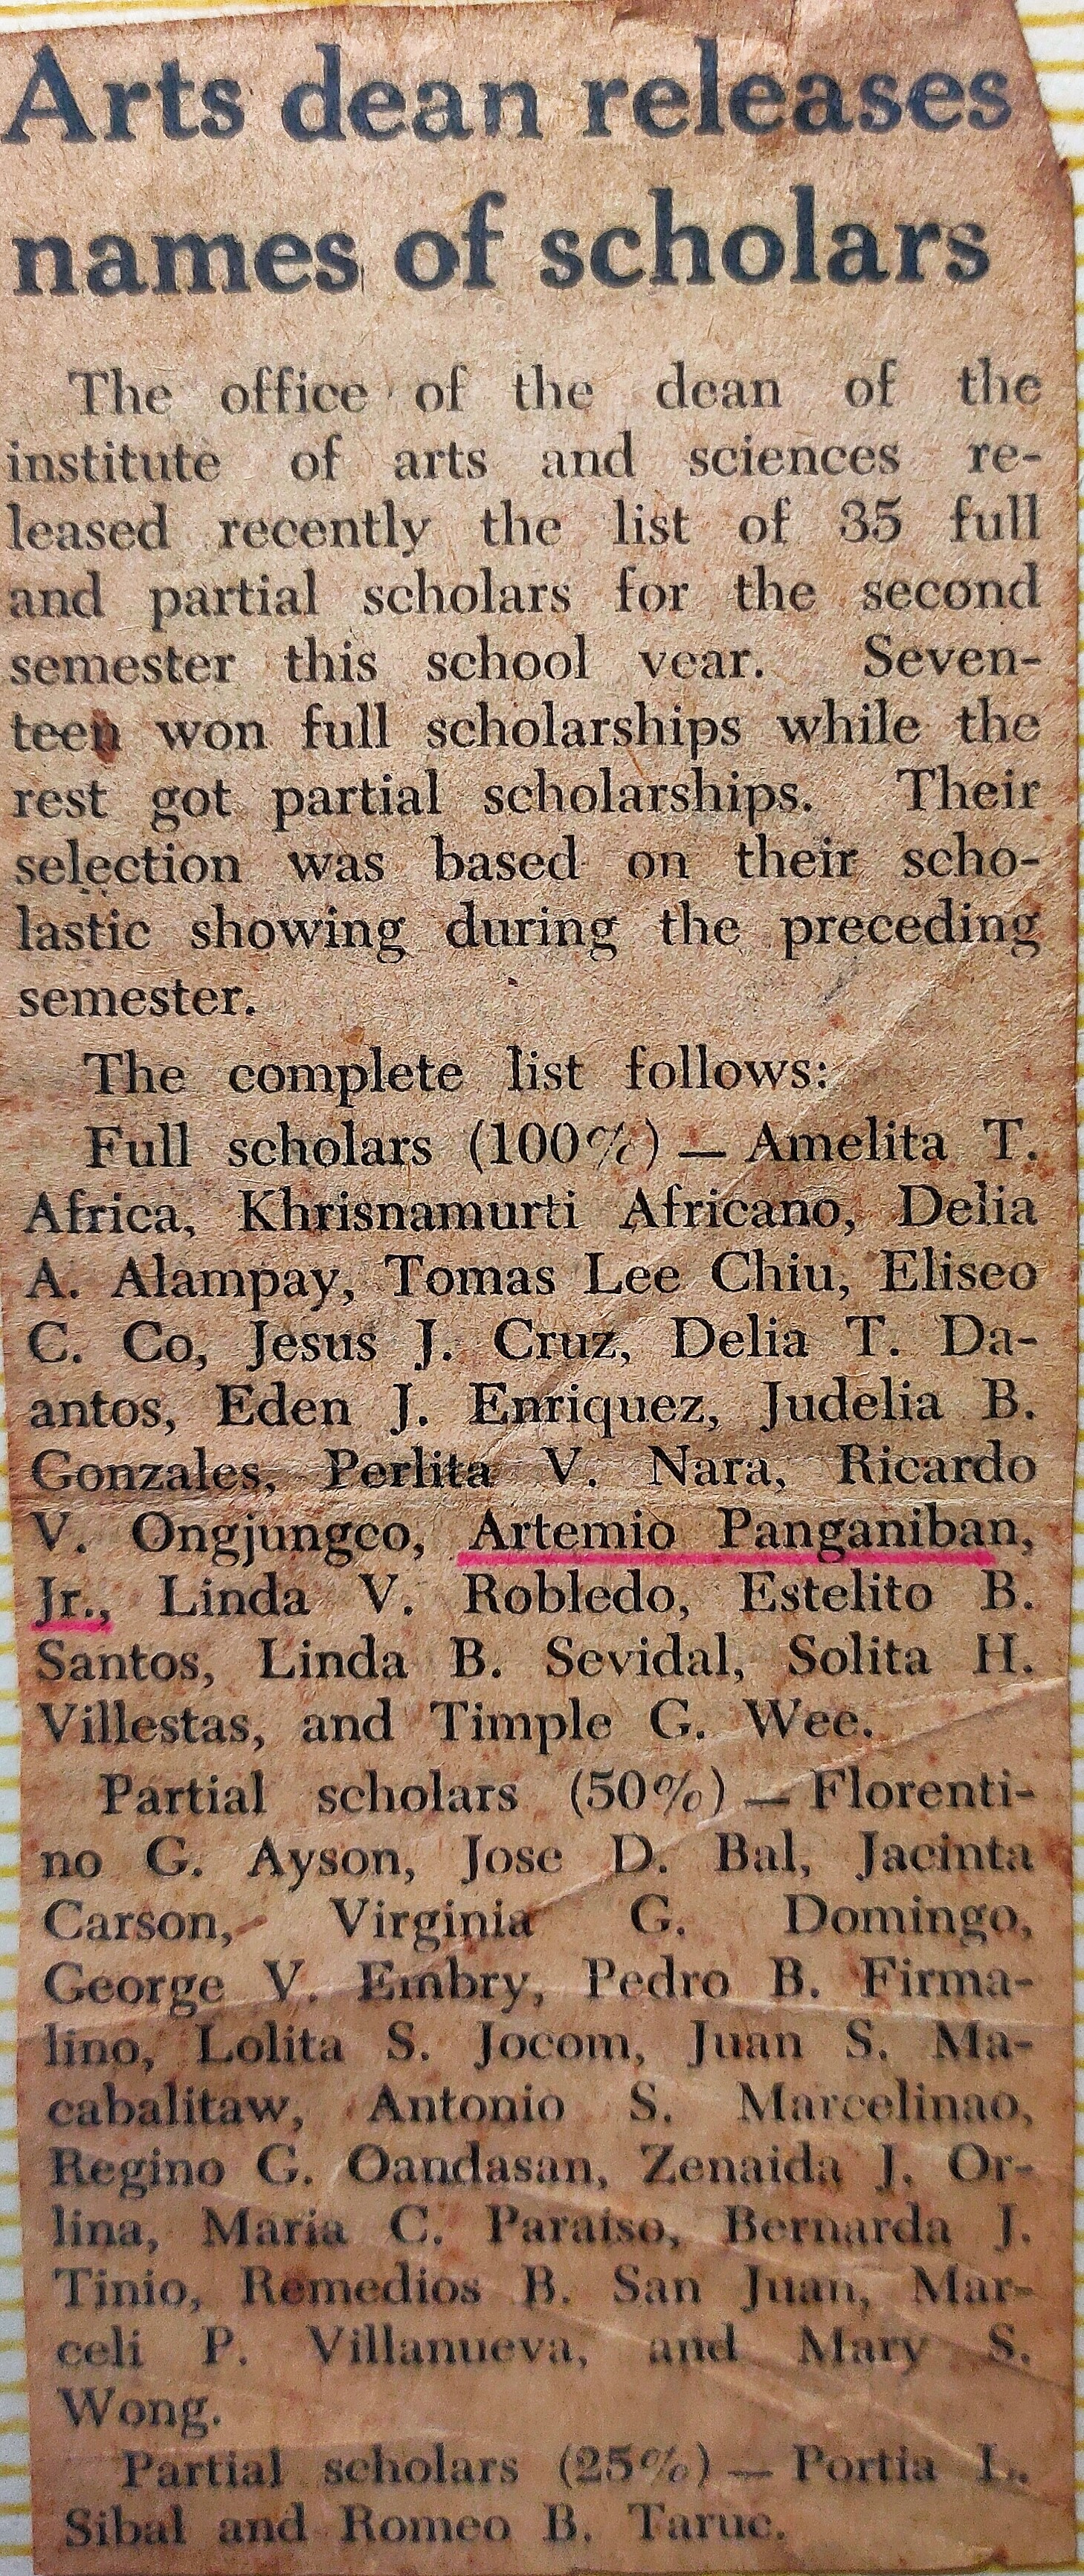 Arts dean releases
names of scholars
The office of the dean of the
institute of arts and sciences re-
leased recently the list of 35 full
and partial scholars for the second
semester this school vear. Seven-
teen won full scholarships while the
rest got partial scholarships. Their
selection was based on their scho-
lastic showing during the preceding
semester.
The complete list follows:
Full scholars (100%) — Amelita T.
Africa, Khrisnamurti Africano, Delia
A. Alampay, Tomas Lee Chiu, Eliseo
C. Co, Jesus J. Cruz, Delia T. Da-
antos, Eden J. Enriquez, Judelia B.
Gonzales, Perlita V. Nara, Ricardo
V. Ongjungco, Artemio Panganiban,
Jr., Linda V. Robledo, Estelito B.
Santos, Linda B. Sevidal, Solita H.
Villestas, and Timple G. Wee.
Partial scholars (50%) — Florenti-
no G. Ayson, Jose D. Bal, Jacinta
Carson, Virginia G. Domingo,
George V. Embry, Pedro B. Firma-
lino, Lolita S. Jocom, Juan S. Ma-
cabalitaw, Antonio S. Marcelinao,
Regino G. Oandasan, Zenaida J. Or-
lina, Maria C. Paraiso, Bernarda J.
Tinio, Remedios B. San Juan, Mar-
celi P. Villanueva, and Mary S.
Wong.
Partial scholars (25%) — Portia L.
Sibal and Romeo B. Taruc.